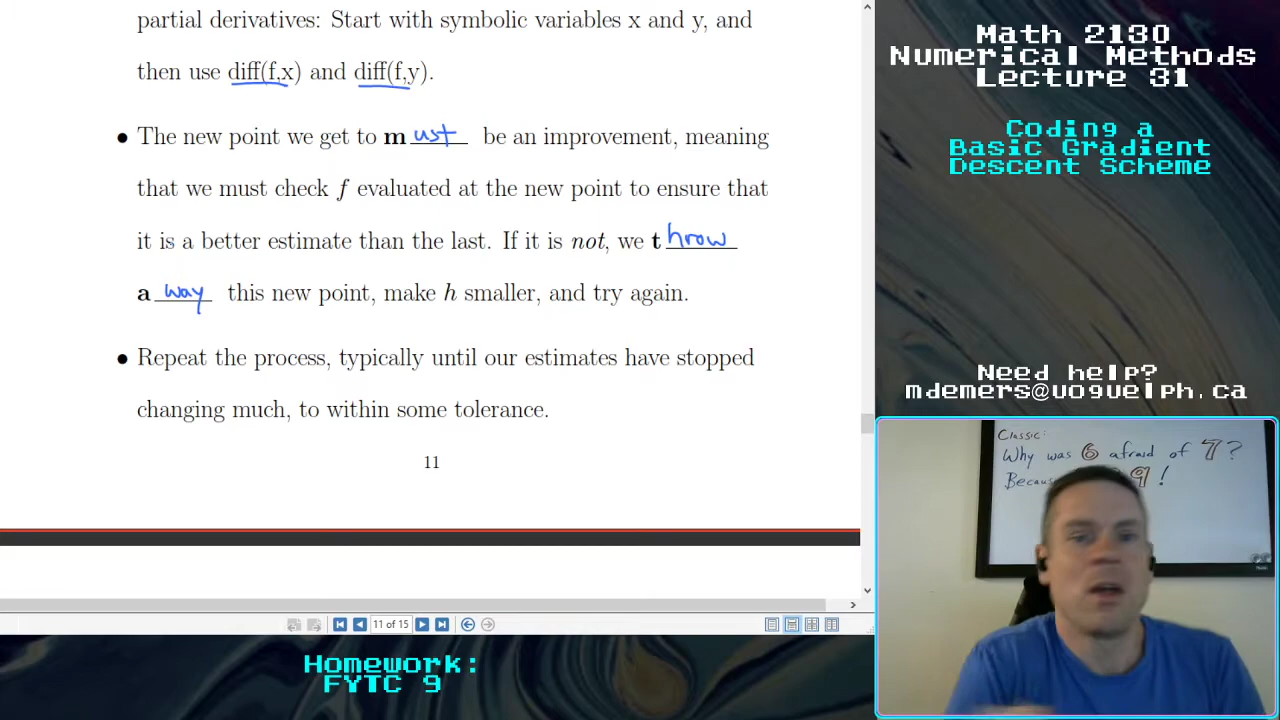 partial derivatives: Start with symbolic variables x and y, and
then use diff(f,x) and diff(f,y).
• The new point we get to must be an improvement, meaning
that we must check f evaluated at the new point to ensure that
it is a better estimate than the last. If it is not, we throw
away this new point, make h smaller, and try again.
• Repeat the process, typically until our estimates have stopped
changing much, to within some tolerance.
11
11 of 15
Homework:
FYTC 9
Math 2130
Numerical Methods
Lecture 31
Coding a
Basic Gradient
Descent Scheme
Need help?
mdemers@uoguelph.ca
Classic:
Why was 6 afraid of 7?
Becaus 9!